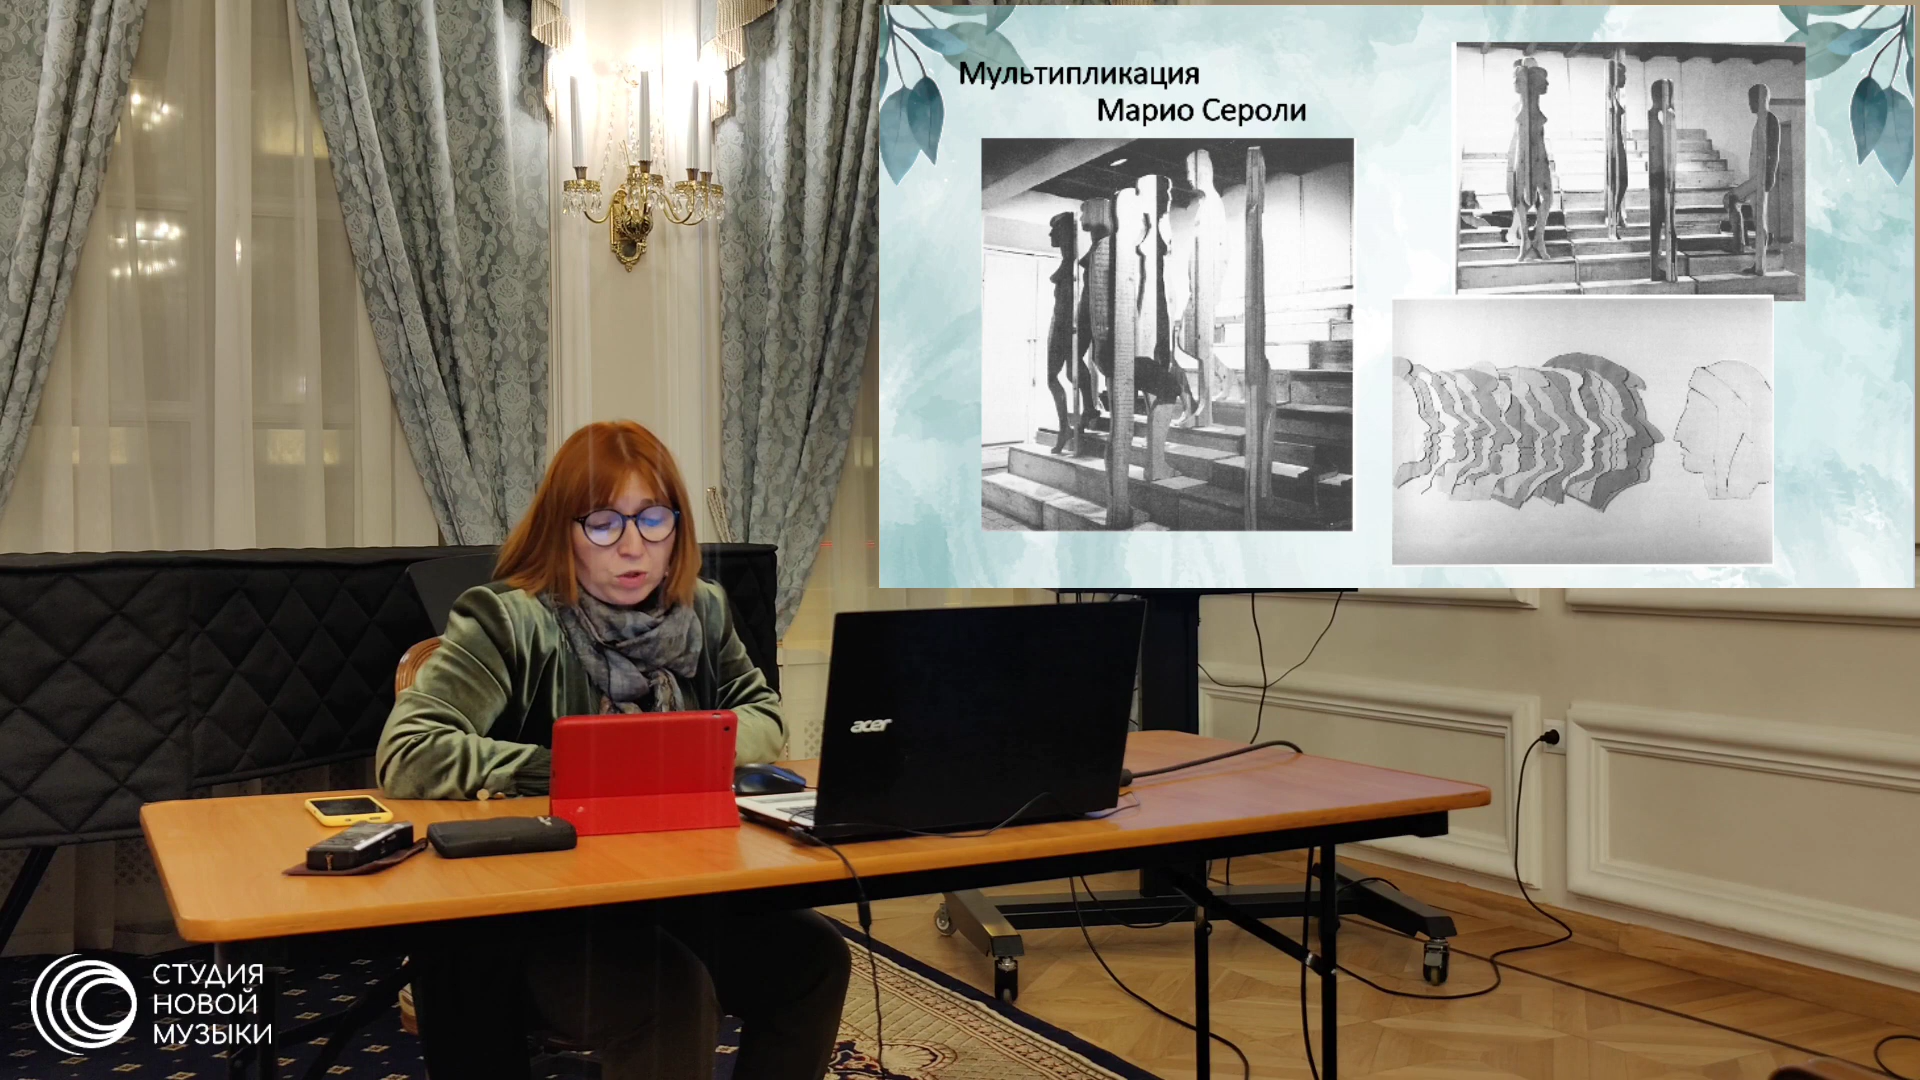 Мультипликация
Марио Сероли
acer
СТУДИЯ
НОВОЙ
МУЗЫКИ